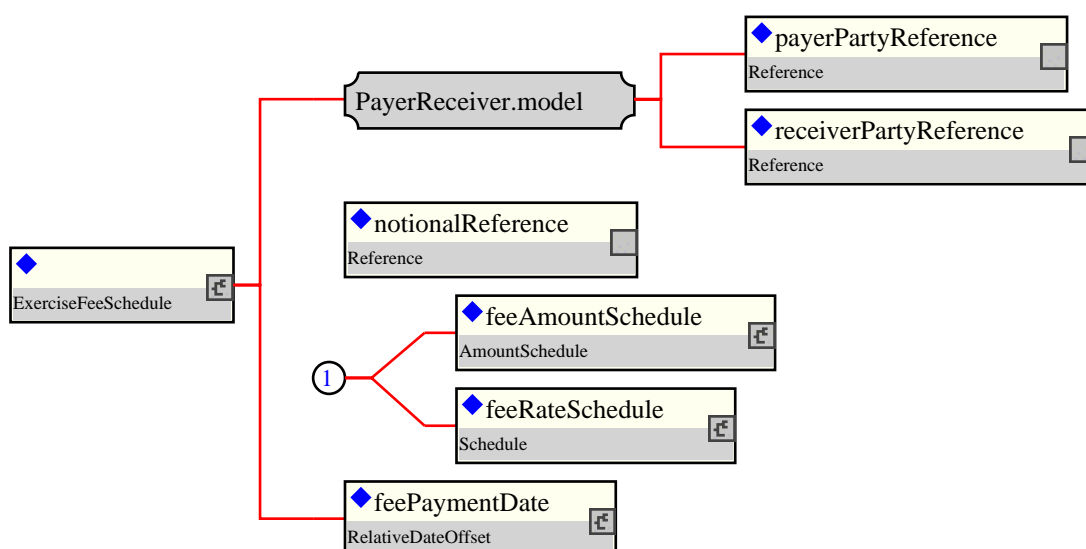 payerPartyReference
Reference
PayerReceiver.model
receiverPartyReference
Reference
notionalReference
Reference
ExerciseFeeSchedule
feeAmountSchedule
AmountSchedule
1
feeRateSchedule
Schedule
feePaymentDate
RelativeDateOffset